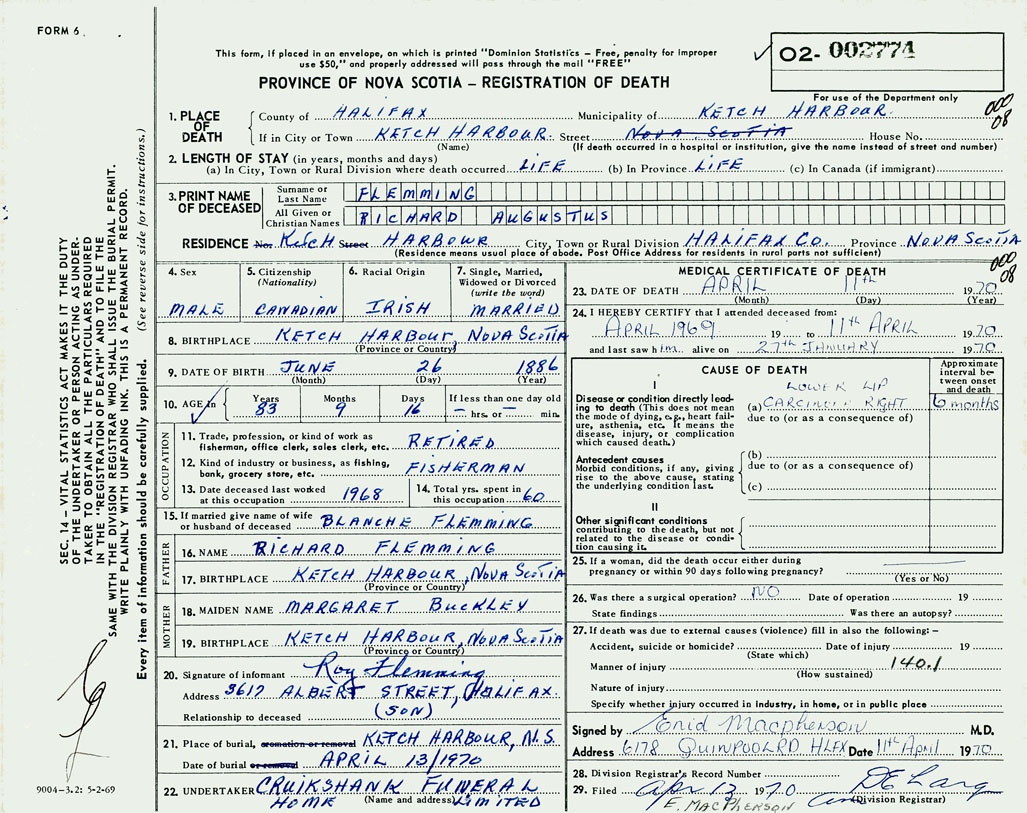 FORM 6
This form, if placed in an envelope, on which is printed "Dominion Statistics – Free, penalty for improper
use $50," and properly addressed will pass through the mail "FREE"
PROVINCE OF NOVA SCOTIA – REGISTRATION OF DEATH
02- 002774
For use of the Department only
000
08
1. PLACE OF DEATH
County of HALIFAX Municipality of KETCH HARBOUR
If in City or Town KETCH HARBOUR. Street NOVA SCOTIA House No.
(Name) (If death occurred in a hospital or institution, give the name instead of street and number)
2. LENGTH OF STAY (in years, months and days)
(a) In City, Town or Rural Division where death occurred LIFE (b) In Province LIFE (c) In Canada (if immigrant)
3. PRINT NAME OF DECEASED
Surname or Last Name FLEMMING
All Given or Christian Names RICHARD AUGUSTUS
RESIDENCE No. Ketch Street HARBOUR City, Town or Rural Division HALIFAX CO. Province NOVA SCOTIA
(Residence means usual place of abode. Post Office Address for residents in rural parts not sufficient)
000
08
4. Sex
MALE
5. Citizenship
(Nationality)
CANADIAN
6. Racial Origin
IRISH
7. Single, Married,
Widowed or Divorced
(write the word)
MARRIED
8. BIRTHPLACE KETCH HARBOUR, NOVA SCOTIA
(Province or Country)
9. DATE OF BIRTH JUNE 26 1886
(Month) (Day) (Year)
10. AGE IN
Years Months Days If less than one day old
83 9 16 – hrs. or – min.
OCCUPATION
11. Trade, profession, or kind of work as
fisherman, office clerk, sales clerk, etc. RETIRED
12. Kind of industry or business, as fishing,
bank, grocery store, etc. FISHERMAN
13. Date deceased last worked
at this occupation 1968
14. Total yrs. spent in
this occupation 60
15. If married give name of wife
or husband of deceased BLANCHE FLEMMING
FATHER
16. NAME RICHARD FLEMMING
17. BIRTHPLACE KETCH HARBOUR, NOVA SCOTIA
(Province or Country)
MOTHER
18. MAIDEN NAME MARGARET BUCKLEY
19. BIRTHPLACE KETCH HARBOUR, NOVA SCOTIA
(Province or Country)
20. Signature of informant Roy Flemming
Address 3617 ALBERT STREET, HALIFAX
Relationship to deceased (SON)
21. Place of burial, cremation or removal KETCH HARBOUR, N.S.
Date of burial or removal APRIL 13/1970
22. UNDERTAKER CRUIKSHANK FUNERAL
HOME (Name and address) LIMITED
MEDICAL CERTIFICATE OF DEATH
23. DATE OF DEATH APRIL 11th 1970
(Month) (Day) (Year)
24. I HEREBY CERTIFY that I attended deceased from:
APRIL 1969 19 to 11th APRIL 1970
and last saw him alive on 27th JANUARY 1970
CAUSE OF DEATH
Approximate
interval be-
tween onset
and death
I
Disease or condition directly lead-
ing to death (This does not mean
the mode of dying, e.g., heart fail-
ure, asthenia, etc. It means the
disease, injury, or complication
which caused death.)
LOWER LIP
(a) CARCINOMA RIGHT 6 months
due to (or as a consequence of)
Antecedent causes
Morbid conditions, if any, giving
rise to the above cause, stating
the underlying condition last.
(b)
due to (or as a consequence of)
(c)
II
Other significant conditions
contributing to the death, but not
related to the disease or condi-
tion causing it.
25. If a woman, did the death occur either during
pregnancy or within 90 days following pregnancy?
(Yes or No)
26. Was there a surgical operation? NO Date of operation 19
State findings Was there an autopsy?
27. If death was due to external causes (violence) fill in also the following: –
Accident, suicide or homicide? Date of injury 19
(State which)
Manner of injury 140.1
(How sustained)
Nature of injury
Specify whether injury occurred in industry, in home, or in public place
Signed by Enid Macpherson M.D.
Address 6178 QUINPOOL RD HLFX Date 11th April 1970
28. Division Registrar's Record Number
29. Filed Apr 13 1970
E. MACPHERSON (Division Registrar)
SEC. 14 – VITAL STATISTICS ACT MAKES IT THE DUTY
OF THE UNDERTAKER OR PERSON ACTING AS UNDER-
TAKER TO OBTAIN ALL THE PARTICULARS REQUIRED
IN THE "REGISTRATION OF DEATH" AND TO FILE THE
SAME WITH THE DIVISION REGISTRAR WHO SHALL ISSUE THE BURIAL PERMIT.
WRITE PLAINLY WITH UNFADING INK. THIS IS A PERMANENT RECORD.
Every item of information should be carefully supplied. (See reverse side for instructions.)
9004-3.2: 5-2-69